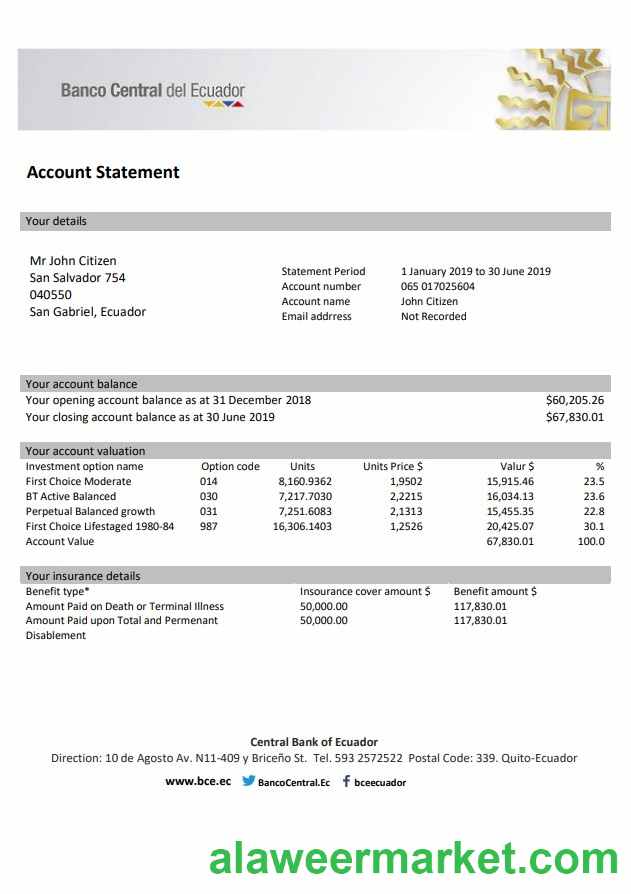 Banco Central del Ecuador
Account Statement
Your details
Mr John Citizen
San Salvador 754
040550
San Gabriel, Ecuador
Statement Period 1 January 2019 to 30 June 2019
Account number 065 017025604
Account name John Citizen
Email addrress Not Recorded
Your account balance
Your opening account balance as at 31 December 2018 $60,205.26
Your closing account balance as at 30 June 2019 $67,830.01
Your account valuation
Investment option name Option code Units Units Price $ Valur $ %
First Choice Moderate 014 8,160.9362 1,9502 15,915.46 23.5
BT Active Balanced 030 7,217.7030 2,2215 16,034.13 23.6
Perpetual Balanced growth 031 7,251.6083 2,1313 15,455.35 22.8
First Choice Lifestaged 1980-84 987 16,306.1403 1,2526 20,425.07 30.1
Account Value 67,830.01 100.0
Your insurance details
Benefit type* Insourance cover amount $ Benefit amount $
Amount Paid on Death or Terminal Illness 50,000.00 117,830.01
Amount Paid upon Total and Permenant 50,000.00 117,830.01
Disablement
Central Bank of Ecuador
Direction: 10 de Agosto Av. N11-409 y Briceño St. Tel. 593 2572522 Postal Code: 339. Quito-Ecuador
www.bce.ec BancoCentral.Ec bceecuador
alaweermarket.com